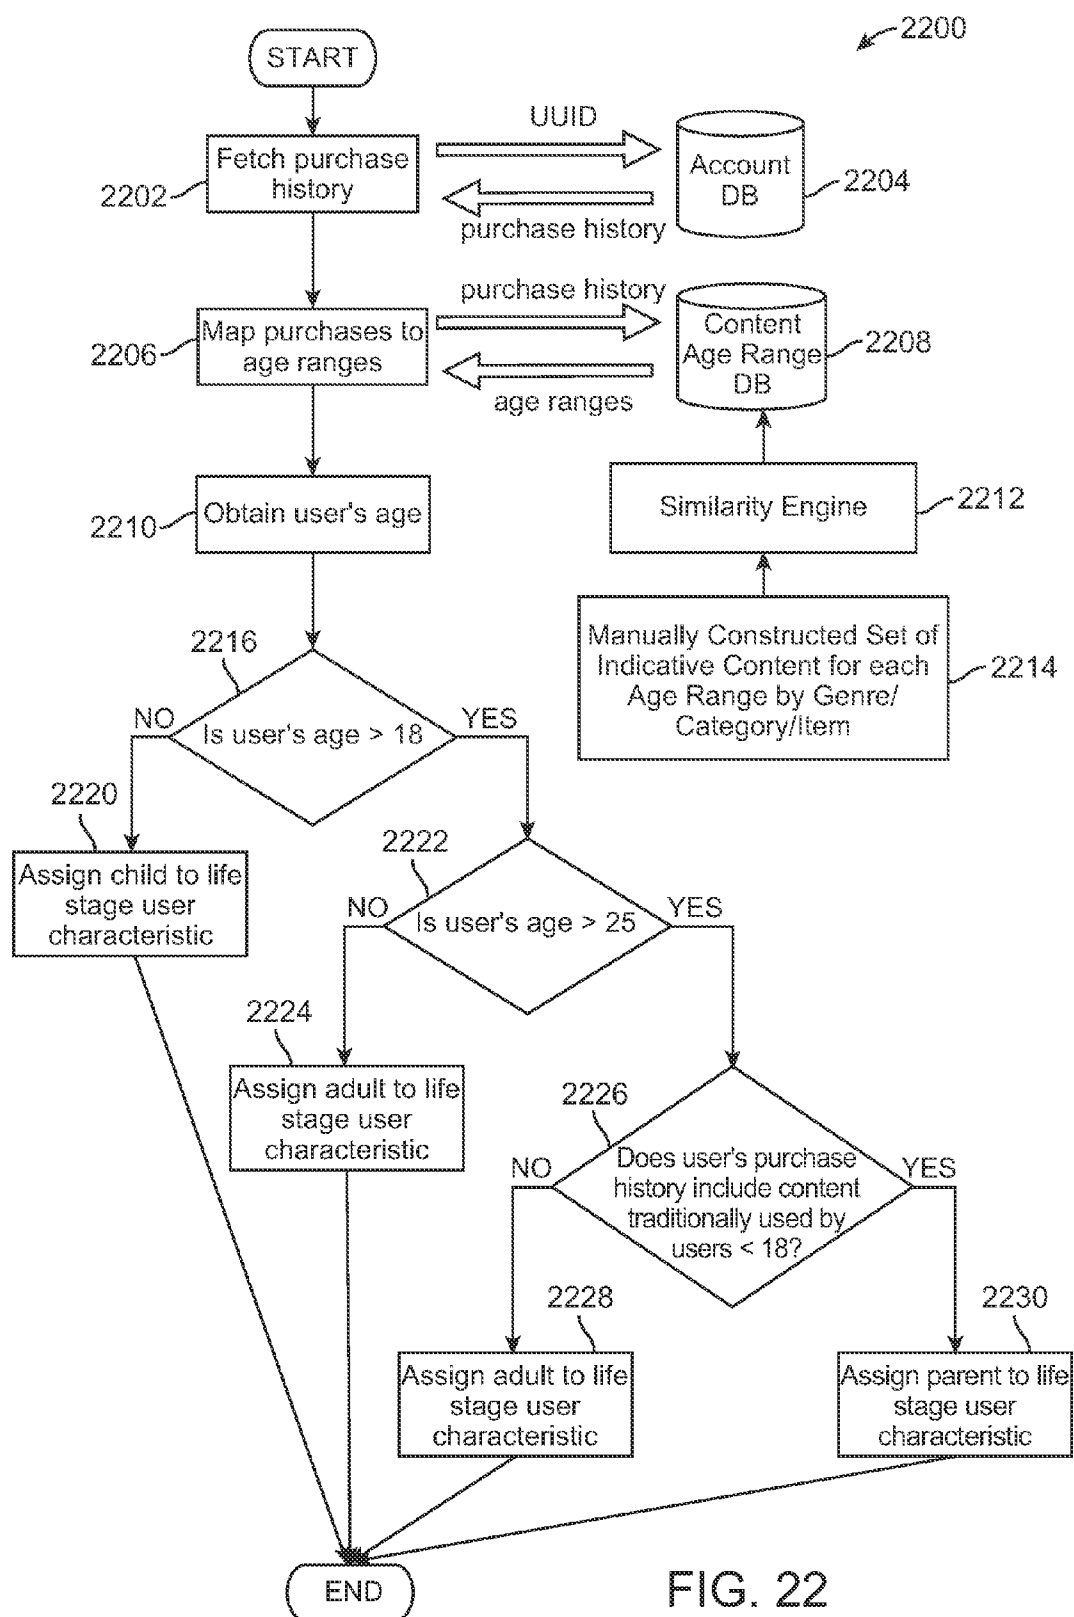 2200
START
UUID
Fetch purchase
history
2202
Account
DB
2204
purchase history
purchase history
Map purchases to
age ranges
2206
Content
Age Range
DB
2208
age ranges
Obtain user's age
2210
Similarity Engine
2212
Manually Constructed Set of
Indicative Content for each
Age Range by Genre/
Category/Item
2214
2216
NO
YES
Is user's age > 18
2220
Assign child to life
stage user
characteristic
2222
NO
YES
Is user's age > 25
2224
Assign adult to life
stage user
characteristic
2226
NO
YES
Does user's purchase
history include content
traditionally used by
users < 18?
2228
Assign adult to life
stage user
characteristic
2230
Assign parent to life
stage user
characteristic
END
FIG. 22